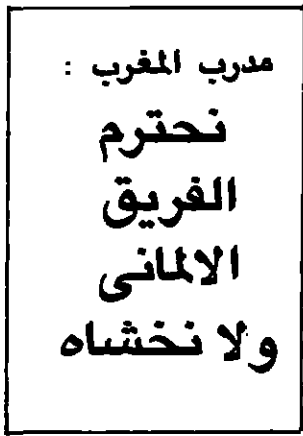 مدرب المغرب :
نحترم
الفريق
الالمانى
ولا نخشاه